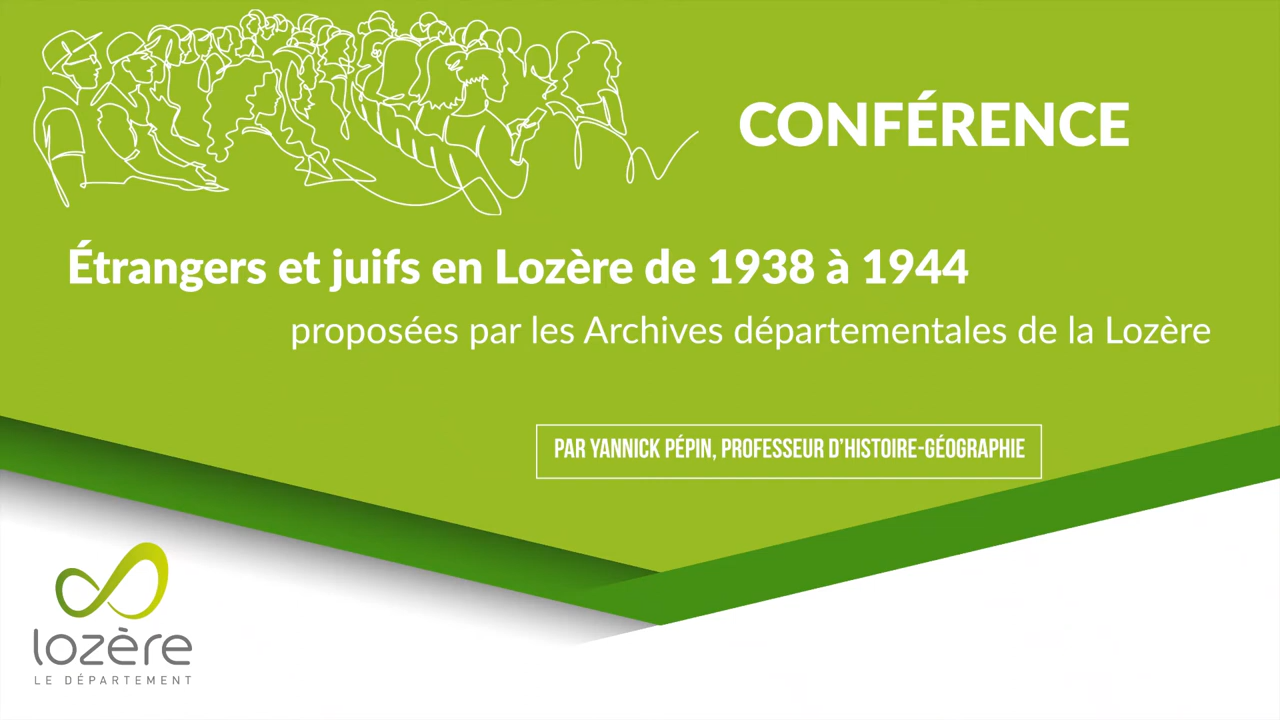 CONFÉRENCE
Étrangers et juifs en Lozère de 1938 à 1944
proposées par les Archives départementales de la Lozère
PAR YANNICK PÉPIN, PROFESSEUR D'HISTOIRE-GÉOGRAPHIE
lozère
LE DÉPARTEMENT